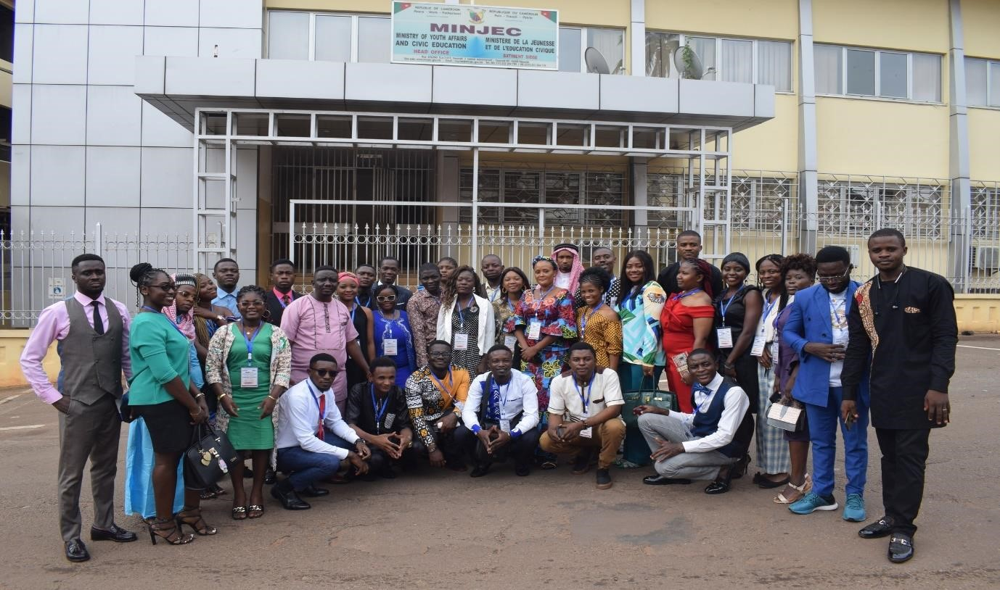 REPUBLIC OF CAMEROON
Peace - Work - Fatherland
REPUBLIQUE DU CAMEROUN
Paix - Travail - Patrie
MINJEC
MINISTRY OF YOUTH AFFAIRS
AND CIVIC EDUCATION
HEAD OFFICE
MINISTERE DE LA JEUNESSE
ET DE L'EDUCATION CIVIQUE
BATIMENT SIEGE